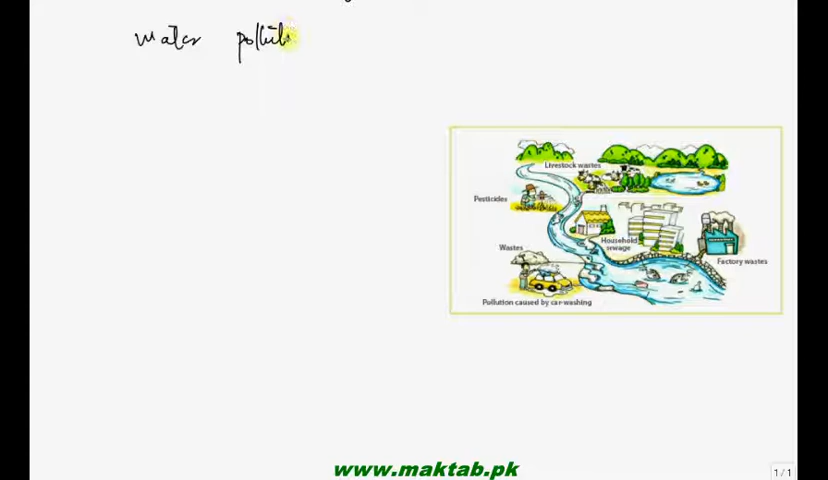 water polluti
Livestock wastes
Pesticides
Household
sewage
Wastes
Factory wastes
Pollution caused by car-washing
www.maktab.pk
1 / 1